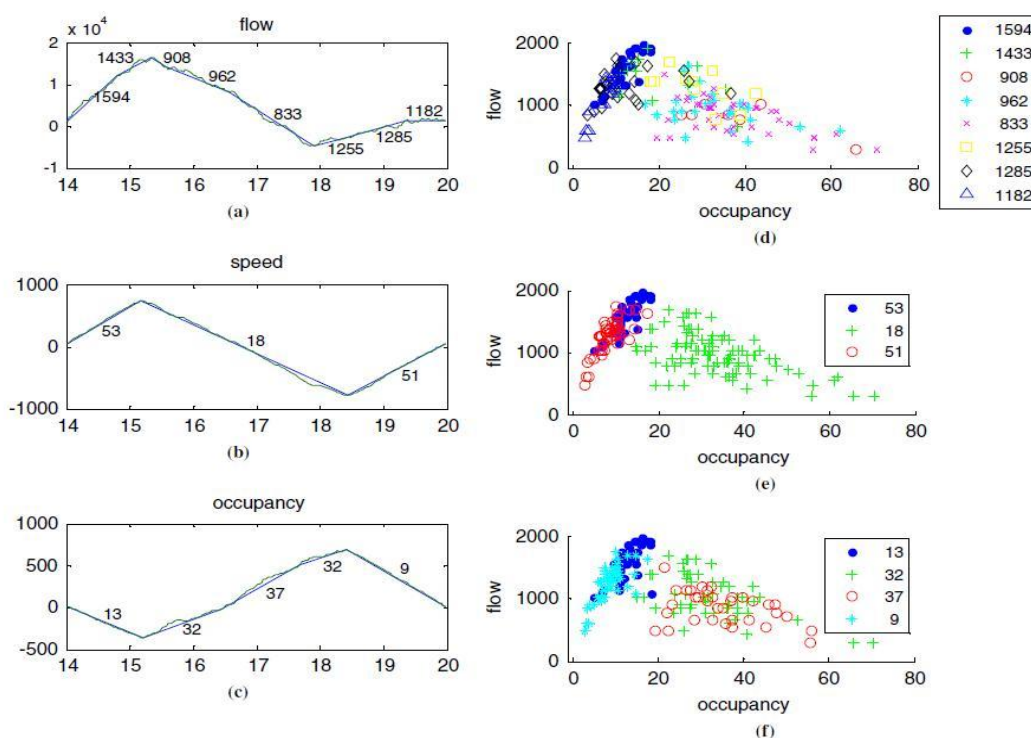 flow
x 10^4
2
1
0
-1
1433
908
1594
962
833
1255
1285
1182
14 15 16 17 18 19 20
(a)
2000
1000
0
flow
0 20 40 60 80
occupancy
(d)
1594
1433
908
962
833
1255
1285
1182
speed
1000
0
-1000
53
18
51
14 15 16 17 18 19 20
(b)
2000
1000
0
flow
0 20 40 60 80
occupancy
(e)
53
18
51
occupancy
1000
500
0
-500
13
32
37
32
9
14 15 16 17 18 19 20
(c)
2000
1000
0
flow
0 20 40 60 80
occupancy
(f)
13
32
37
9